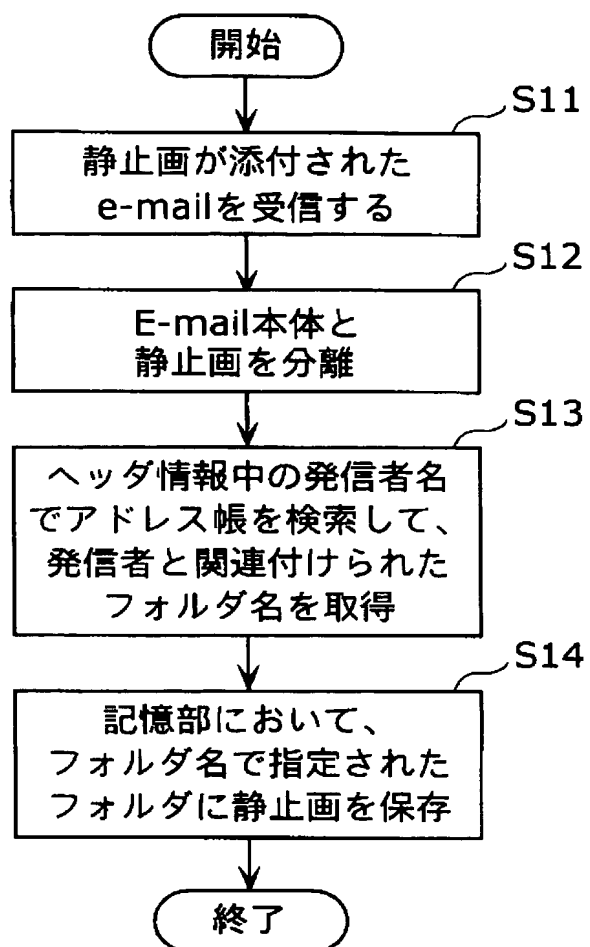 開始
S11
静止画が添付された
e-mailを受信する
S12
E-mail本体と
静止画を分離
S13
ヘッダ情報中の発信者名
でアドレス帳を検索して、
発信者と関連付けられた
フォルダ名を取得
S14
記憶部において、
フォルダ名で指定された
フォルダに静止画を保存
終了